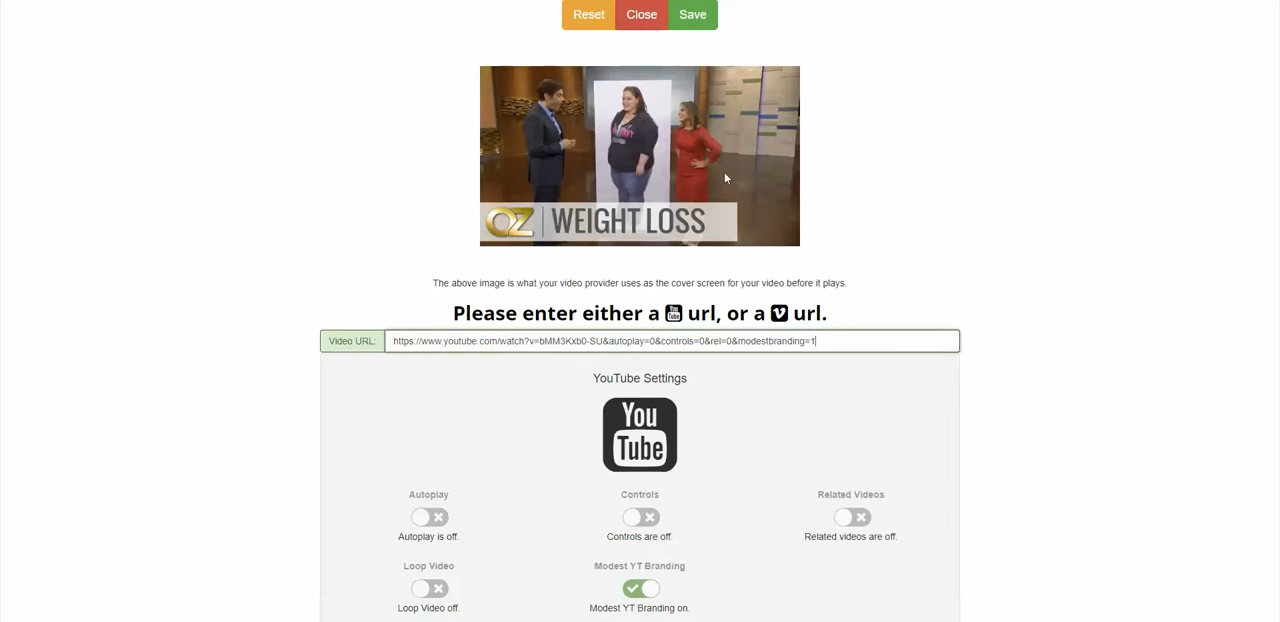 Reset Close Save
OZ WEIGHT LOSS
The above image is what your video provider uses as the cover screen for your video before it plays.
Please enter either a You Tube url, or a V url.
Video URL: https://www.youtube.com/watch?v=bMM3Kxb0-SU&autoplay=0&controls=0&rel=0&modestbranding=1
YouTube Settings
You
Tube
Autoplay Controls Related Videos
Autoplay is off. Controls are off. Related videos are off.
Loop Video Modest YT Branding
Loop Video off. Modest YT Branding on.